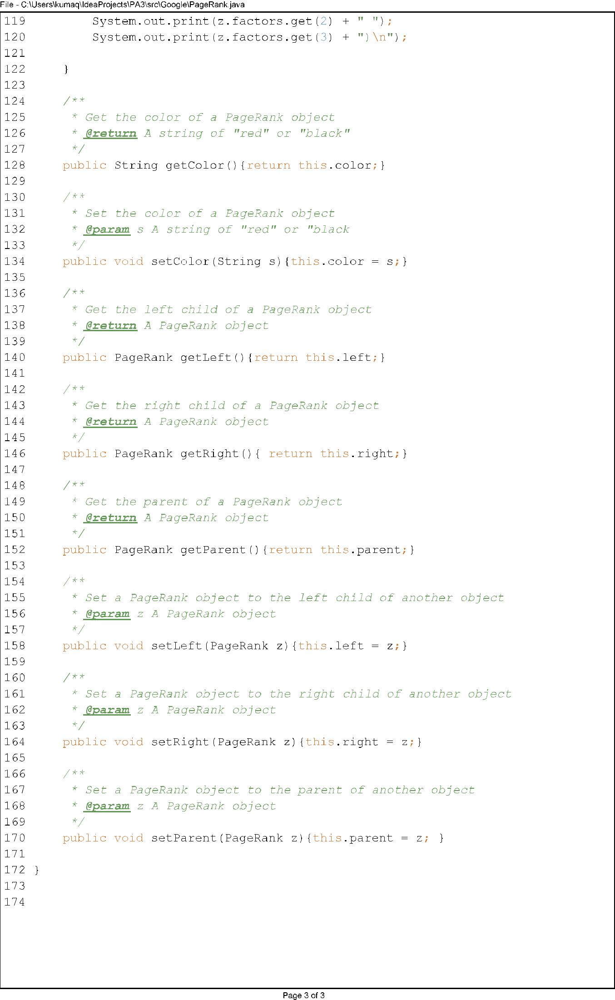 File - C:\Users\kumaq\IdeaProjects\PA3\src\Google\PageRank.java
119         System.out.print(z.factors.get(2) + " ");
120         System.out.print(z.factors.get(3) + ")\n");
121
122     }
123
124     /**
125      * Get the color of a PageRank object
126      * @return A string of "red" or "black"
127      */
128     public String getColor(){return this.color;}
129
130     /**
131      * Set the color of a PageRank object
132      * @param s A string of "red" or "black
133      */
134     public void setColor(String s){this.color = s;}
135
136     /**
137      * Get the left child of a PageRank object
138      * @return A PageRank object
139      */
140     public PageRank getLeft(){return this.left;}
141
142     /**
143      * Get the right child of a PageRank object
144      * @return A PageRank object
145      */
146     public PageRank getRight(){ return this.right;}
147
148     /**
149      * Get the parent of a PageRank object
150      * @return A PageRank object
151      */
152     public PageRank getParent(){return this.parent;}
153
154     /**
155      * Set a PageRank object to the left child of another object
156      * @param z A PageRank object
157      */
158     public void setLeft(PageRank z){this.left = z;}
159
160     /**
161      * Set a PageRank object to the right child of another object
162      * @param z A PageRank object
163      */
164     public void setRight(PageRank z){this.right = z;}
165
166     /**
167      * Set a PageRank object to the parent of another object
168      * @param z A PageRank object
169      */
170     public void setParent(PageRank z){this.parent = z; }
171
172 }
173
174
Page 3 of 3